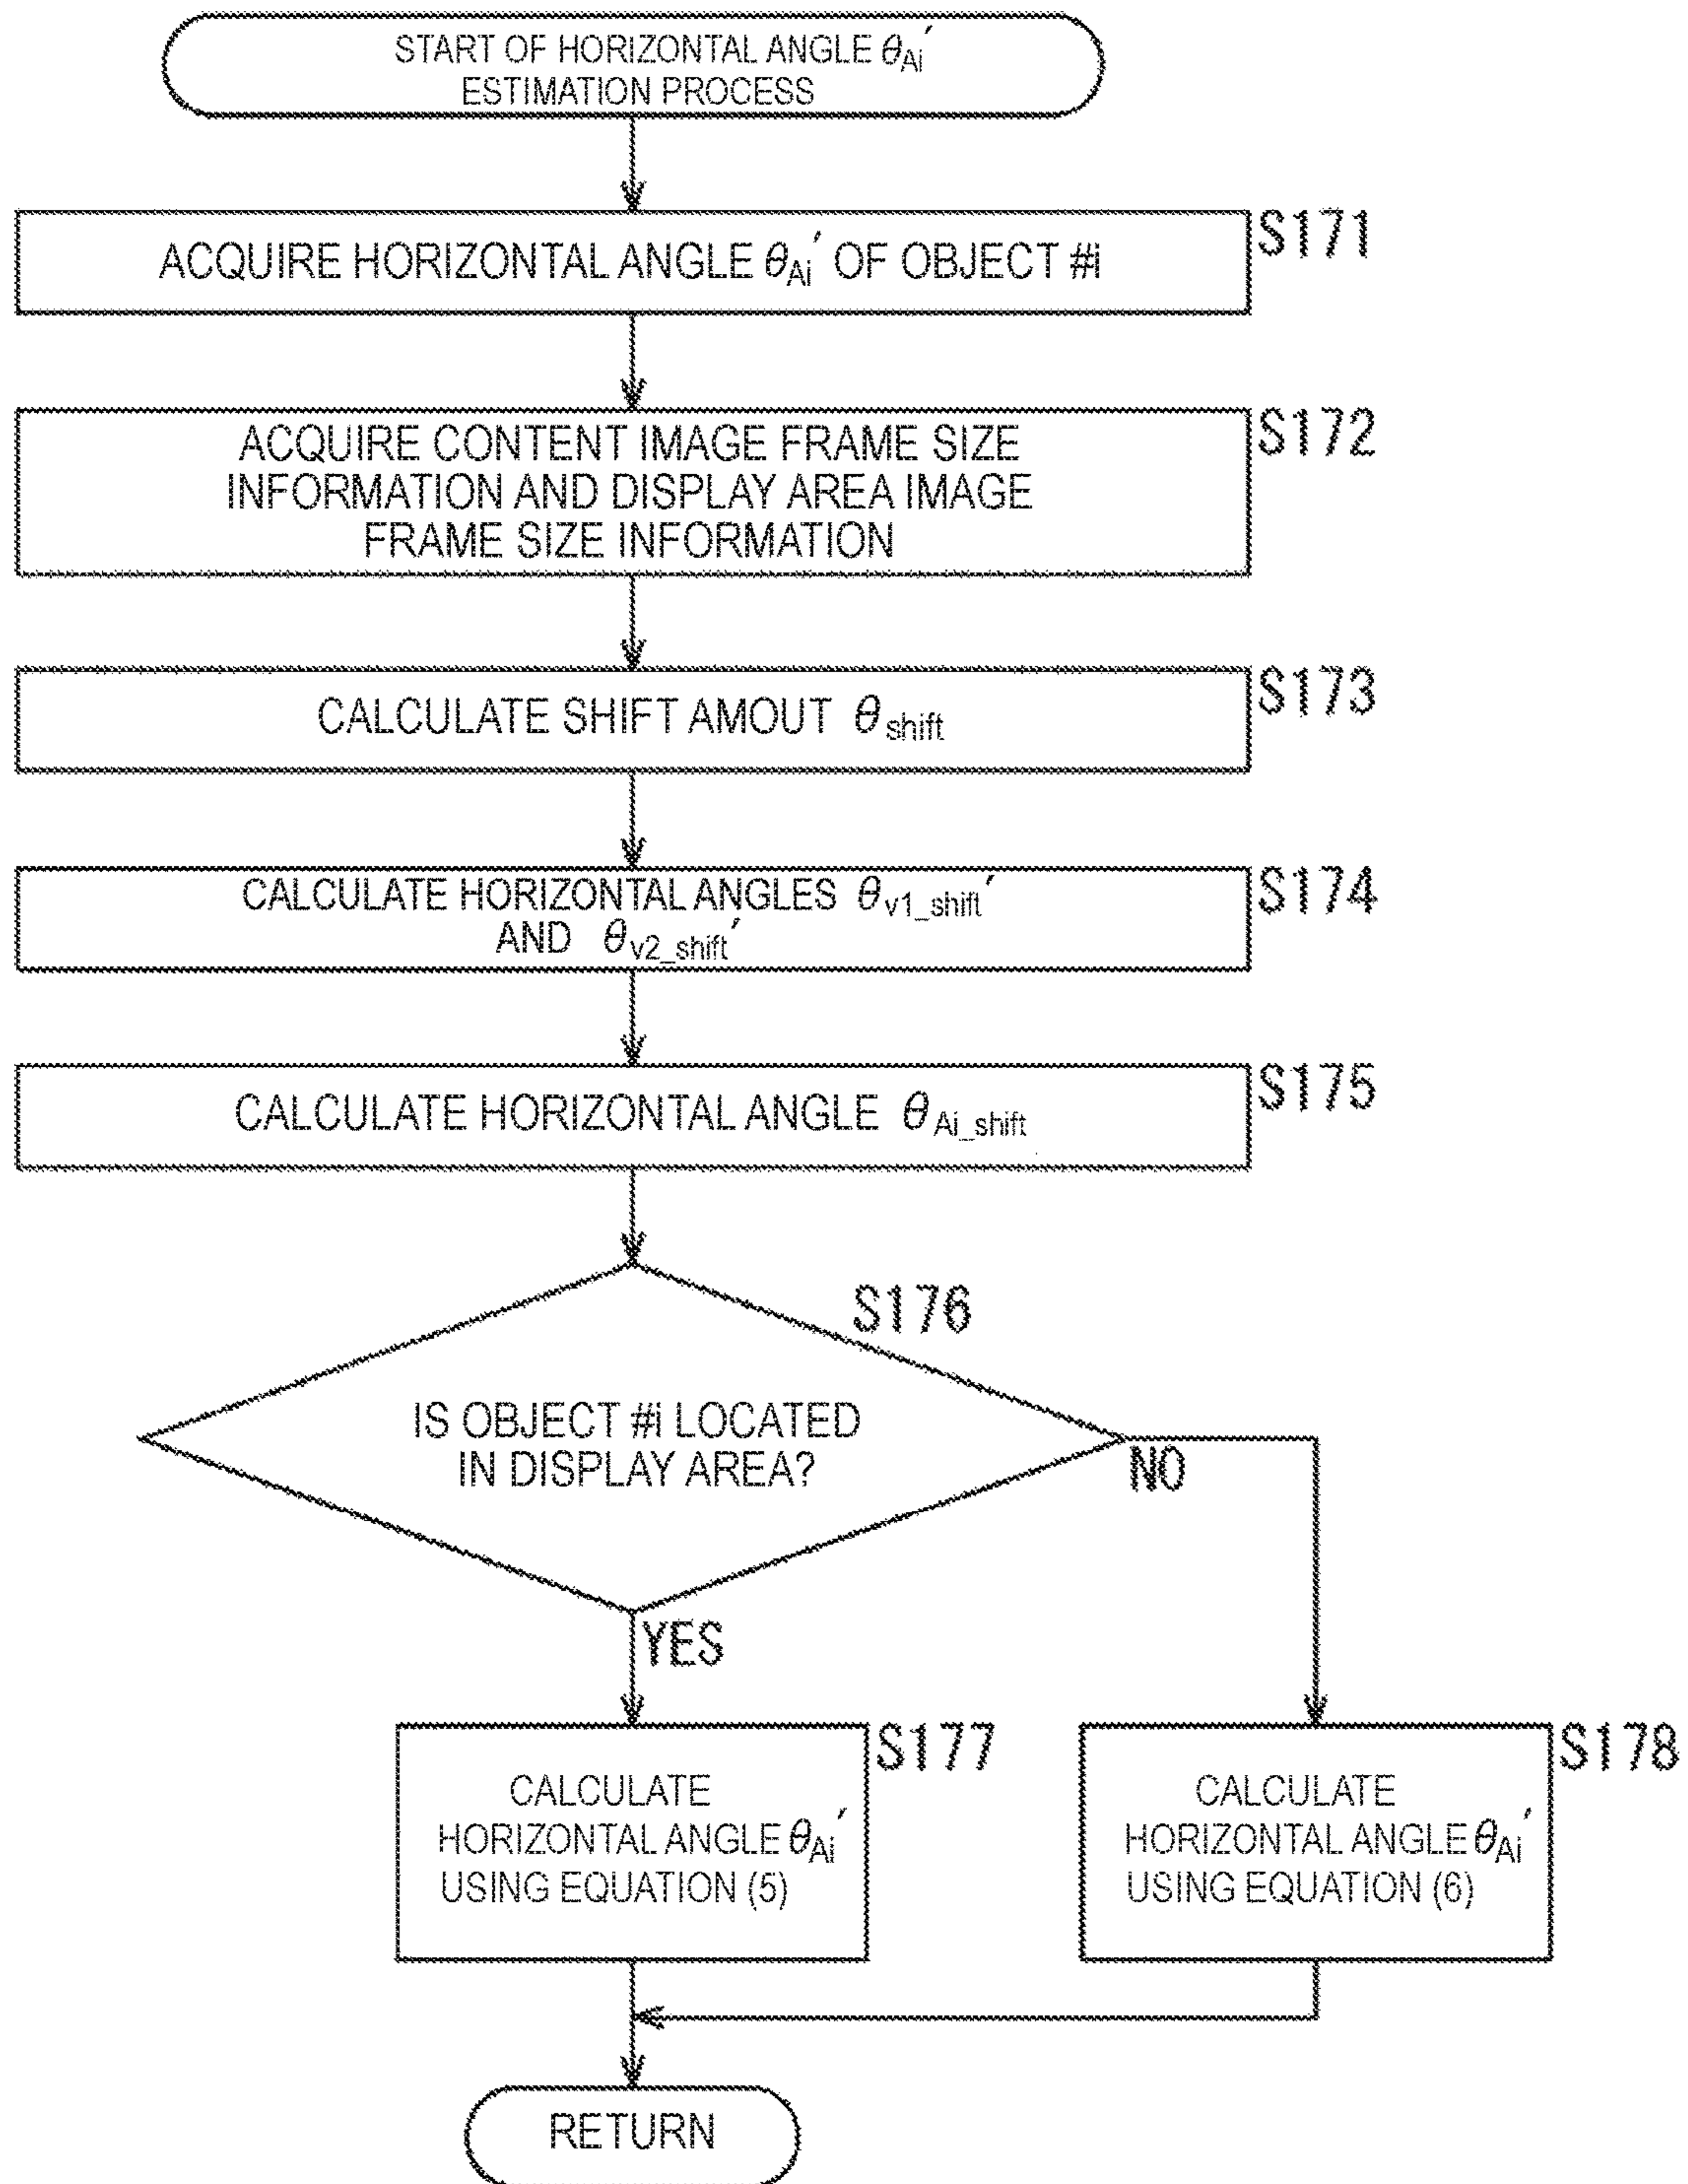 START OF HORIZONTAL ANGLE θAi′
ESTIMATION PROCESS
ACQUIRE HORIZONTAL ANGLE θAi′ OF OBJECT #i
S171
ACQUIRE CONTENT IMAGE FRAME SIZE
INFORMATION AND DISPLAY AREA IMAGE
FRAME SIZE INFORMATION
S172
CALCULATE SHIFT AMOUT θshift
S173
CALCULATE HORIZONTAL ANGLES θv1_shift′
AND θv2_shift′
S174
CALCULATE HORIZONTAL ANGLE θAi_shift
S175
S176
IS OBJECT #i LOCATED
IN DISPLAY AREA?
NO
YES
S177
CALCULATE
HORIZONTAL ANGLE θAi′
USING EQUATION (5)
S178
CALCULATE
HORIZONTAL ANGLE θAi′
USING EQUATION (6)
RETURN